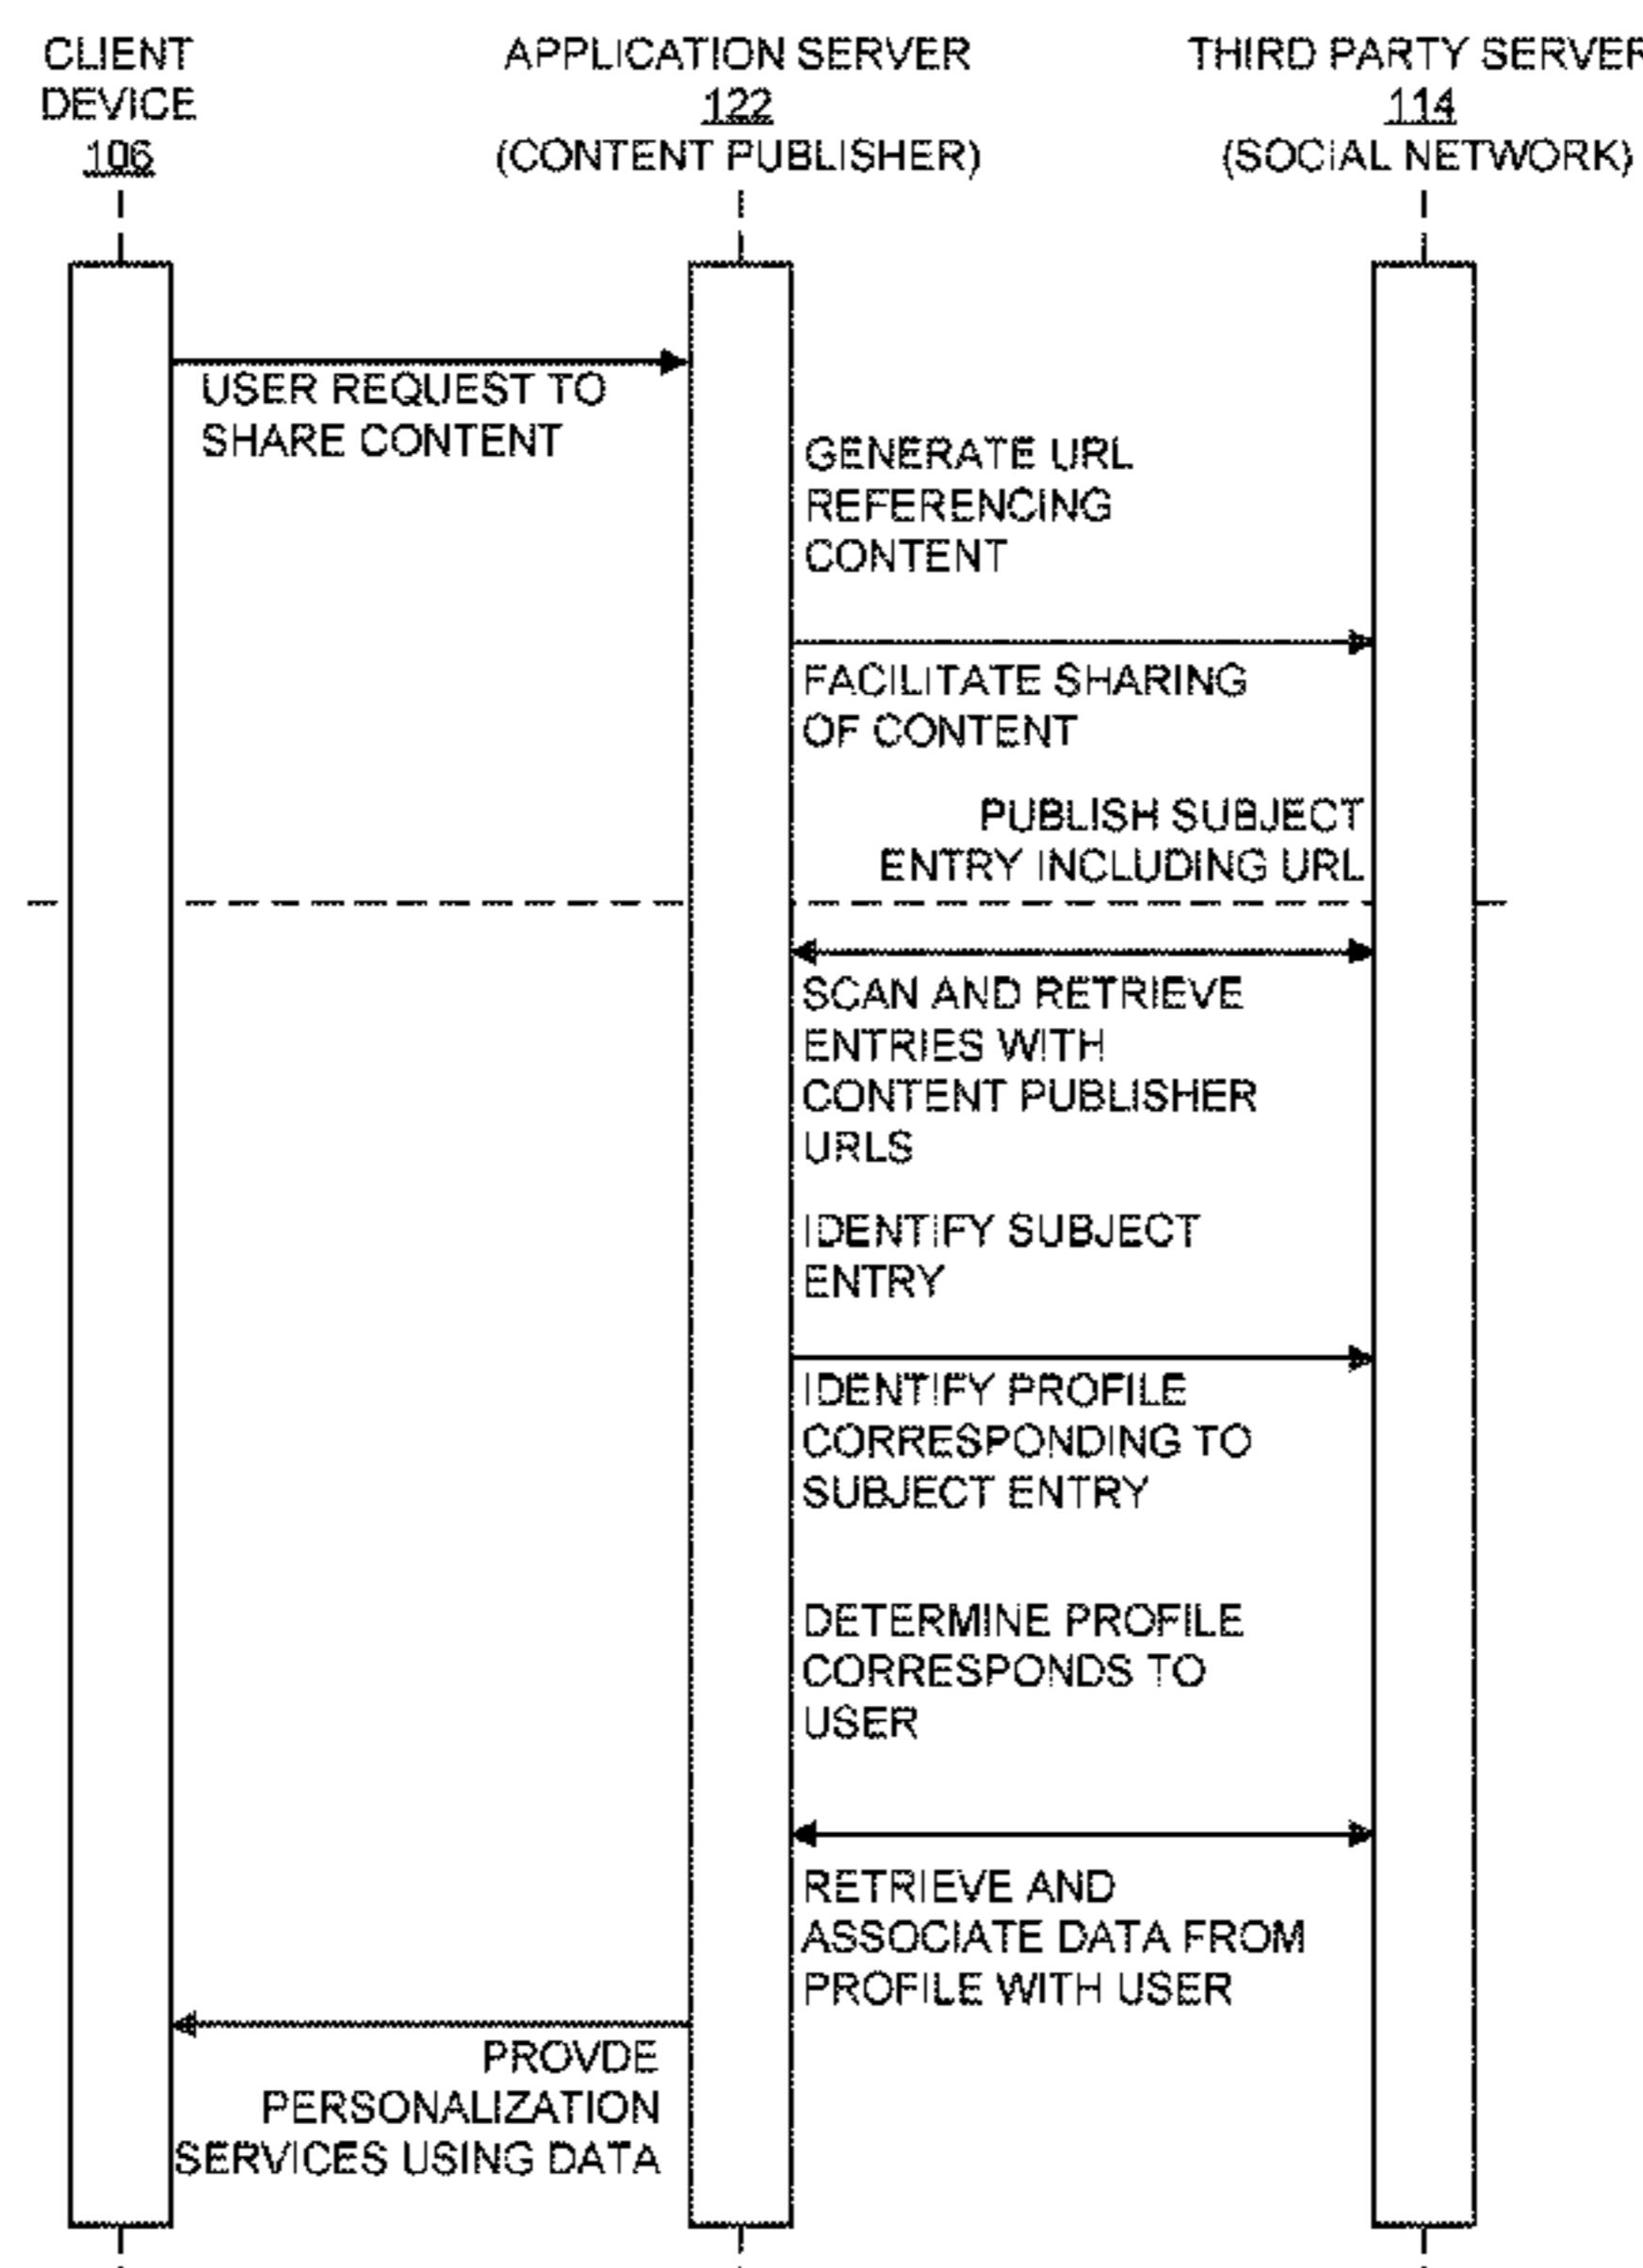 CLIENT
DEVICE
106
APPLICATION SERVER
122
(CONTENT PUBLISHER)
THIRD PARTY SERVER
114
(SOCIAL NETWORK)
USER REQUEST TO
SHARE CONTENT
GENERATE URL
REFERENCING
CONTENT
FACILITATE SHARING
OF CONTENT
PUBLISH SUBJECT
ENTRY INCLUDING URL
SCAN AND RETRIEVE
ENTRIES WITH
CONTENT PUBLISHER
URLS
IDENTIFY SUBJECT
ENTRY
IDENTIFY PROFILE
CORRESPONDING TO
SUBJECT ENTRY
DETERMINE PROFILE
CORRESPONDS TO
USER
RETRIEVE AND
ASSOCIATE DATA FROM
PROFILE WITH USER
PROVDE
PERSONALIZATION
SERVICES USING DATA